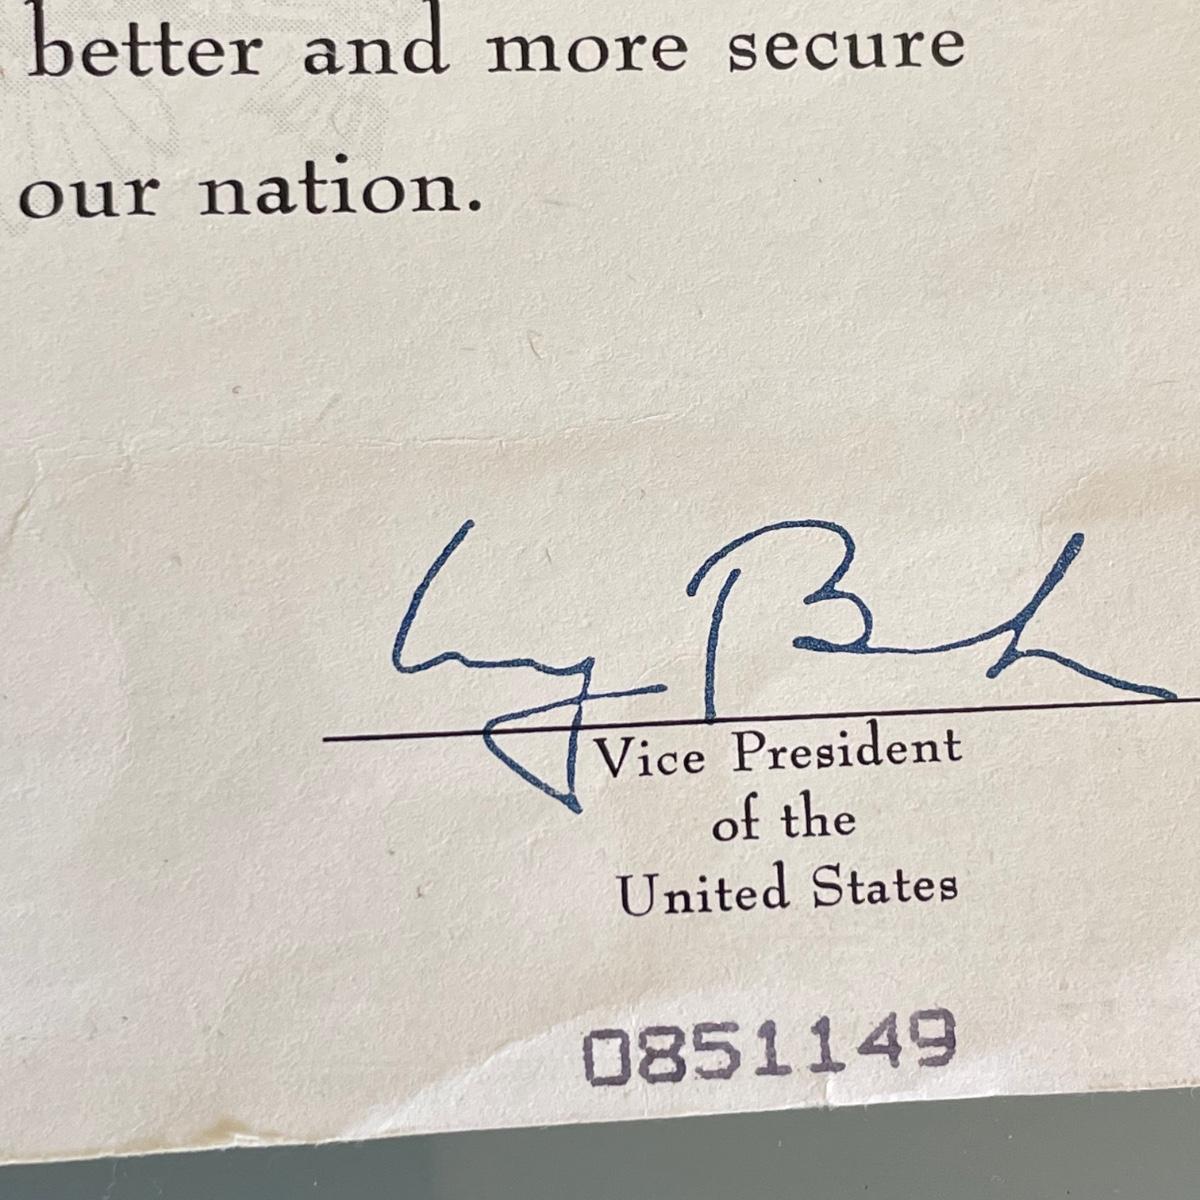 better and more secure
our nation.
Vice President
of the
United States
0851149